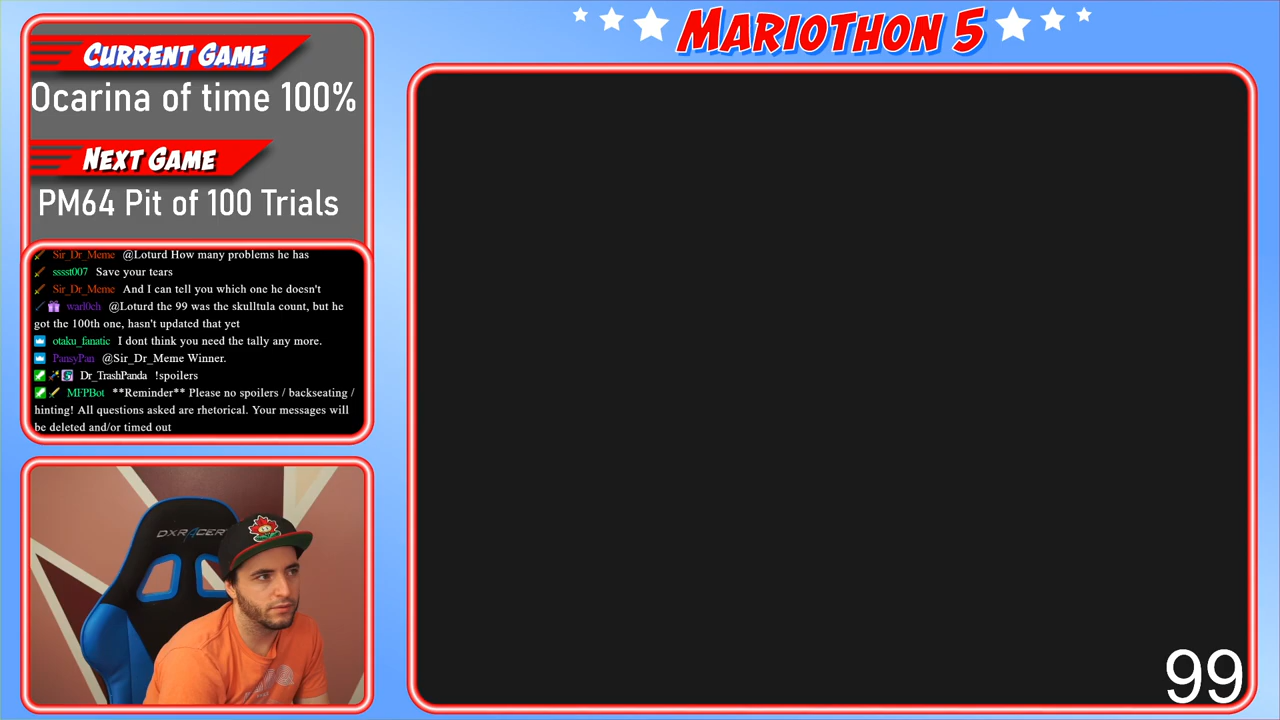 MARIOTHON 5
CURRENT GAME
Ocarina of time 100%
NEXT GAME
PM64 Pit of 100 Trials
Sir_Dr_Meme @Loturd How many problems he has
sssst007 Save your tears
Sir_Dr_Meme And I can tell you which one he doesn't
warl0ch @Loturd the 99 was the skulltula count, but he
got the 100th one, hasn't updated that yet
otaku_fanatic I dont think you need the tally any more.
PansyPan @Sir_Dr_Meme Winner.
Dr_TrashPanda !spoilers
MFPBot **Reminder** Please no spoilers / backseating /
hinting! All questions asked are rhetorical. Your messages will
be deleted and/or timed out
DXRACER
99